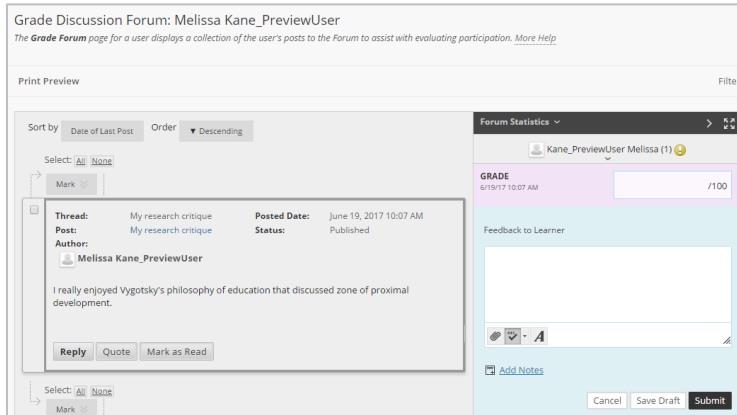 Grade Discussion Forum: Melissa Kane_PreviewUser
The Grade Forum page for a user displays a collection of the user's posts to the Forum to assist with evaluating participation. More Help
Print Preview
Filte
Sort by Date of Last Post Order ▼ Descending
Select: All None
Mark
Thread: My research critique Posted Date: June 19, 2017 10:07 AM
Post: My research critique Status: Published
Author:
Melissa Kane_PreviewUser
I really enjoyed Vygotsky's philosophy of education that discussed zone of proximal
development.
Reply Quote Mark as Read
Select: All None
Mark
Forum Statistics
Kane_PreviewUser Melissa (1)
GRADE
6/19/17 10:07 AM
/100
Feedback to Learner
A
Add Notes
Cancel Save Draft Submit